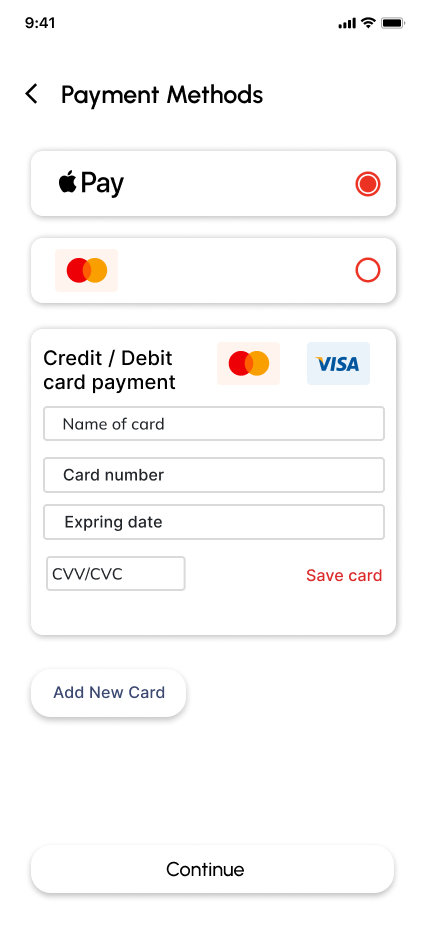 9:41
Payment Methods
Pay
Credit / Debit
card payment
VISA
Name of card
Card number
Expring date
CVV/CVC
Save card
Add New Card
Continue